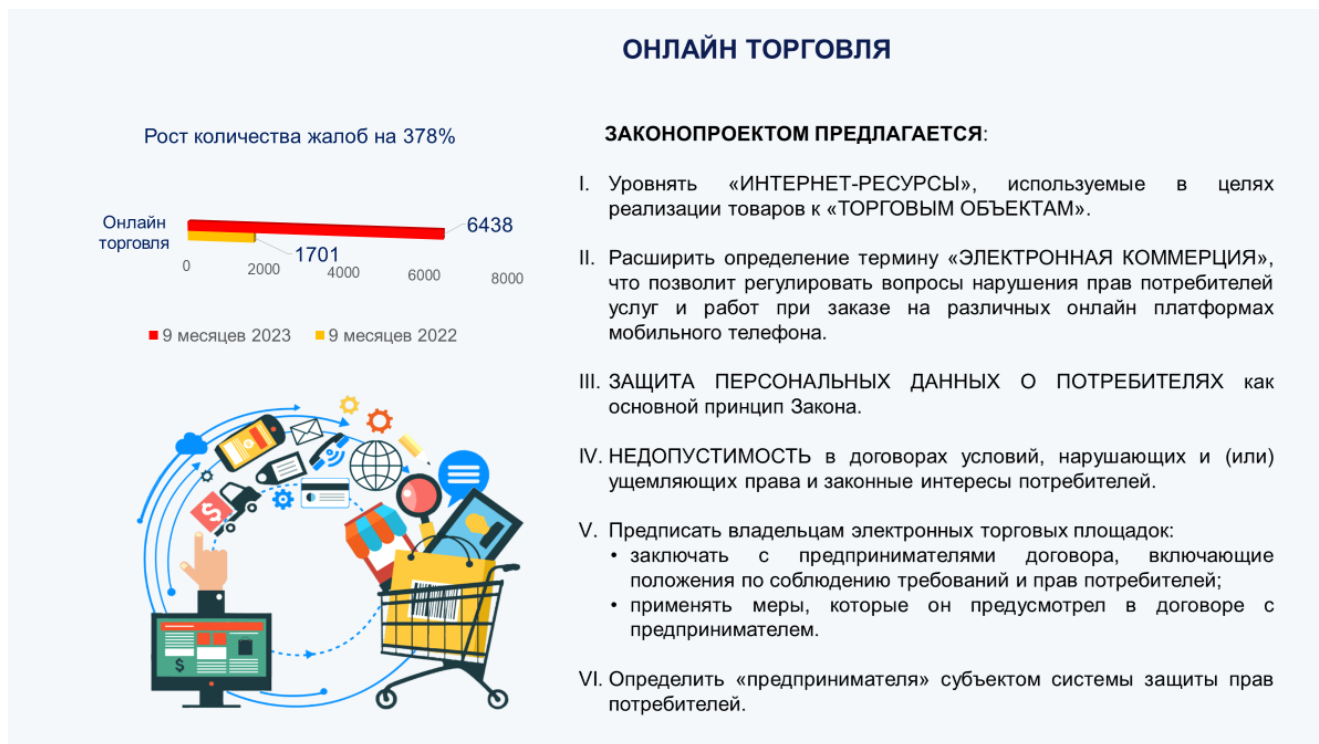 ОНЛАЙН ТОРГОВЛЯ
Рост количества жалоб на 378%
Онлайн
торговля
6438
1701
0
2000
4000
6000
8000
9 месяцев 2023
9 месяцев 2022
$
$
ЗАКОНОПРОЕКТОМ ПРЕДЛАГАЕТСЯ:
I. Уровнять «ИНТЕРНЕТ-РЕСУРСЫ», используемые в целях
реализации товаров к «ТОРГОВЫМ ОБЪЕКТАМ».
II. Расширить определение термину «ЭЛЕКТРОННАЯ КОММЕРЦИЯ»,
что позволит регулировать вопросы нарушения прав потребителей
услуг и работ при заказе на различных онлайн платформах
мобильного телефона.
III. ЗАЩИТА ПЕРСОНАЛЬНЫХ ДАННЫХ О ПОТРЕБИТЕЛЯХ как
основной принцип Закона.
IV. НЕДОПУСТИМОСТЬ в договорах условий, нарушающих и (или)
ущемляющих права и законные интересы потребителей.
V. Предписать владельцам электронных торговых площадок:
• заключать с предпринимателями договора, включающие
положения по соблюдению требований и прав потребителей;
• применять меры, которые он предусмотрел в договоре с
предпринимателем.
VI. Определить «предпринимателя» субъектом системы защиты прав
потребителей.